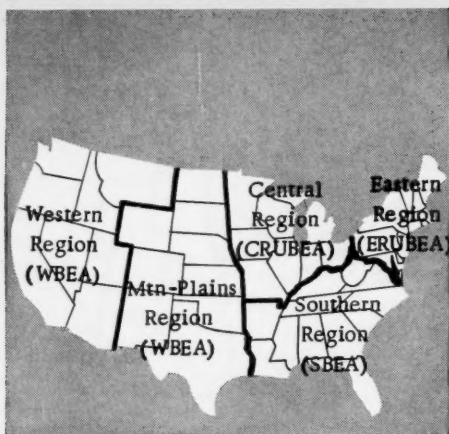 Western
Region
(WBEA)
Mtn-Plains
Region
(WBEA)
Central
Region
(CRUBEA)
Eastern
Region
(ERUBEA)
Southern
Region
(SBEA)